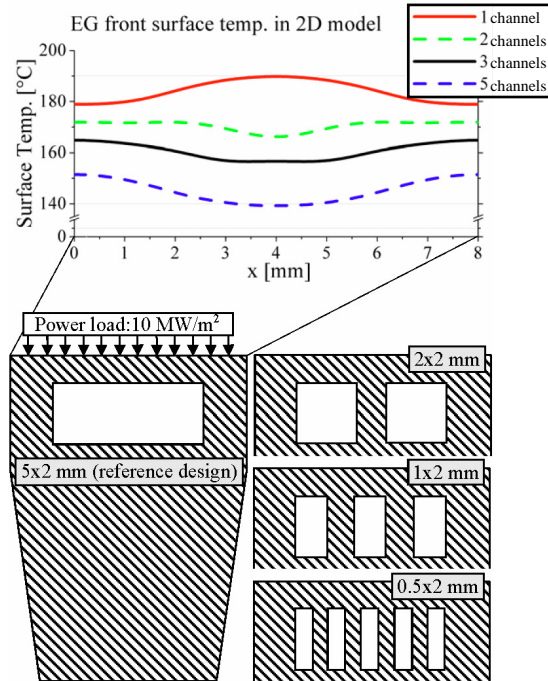 EG front surface temp. in 2D model
1 channel
2 channels
3 channels
5 channels
Surface Temp. [°C]
200
180
160
140
0
0 1 2 3 4 5 6 7 8
x [mm]
Power load:10 MW/m²
5x2 mm (reference design)
2x2 mm
1x2 mm
0.5x2 mm